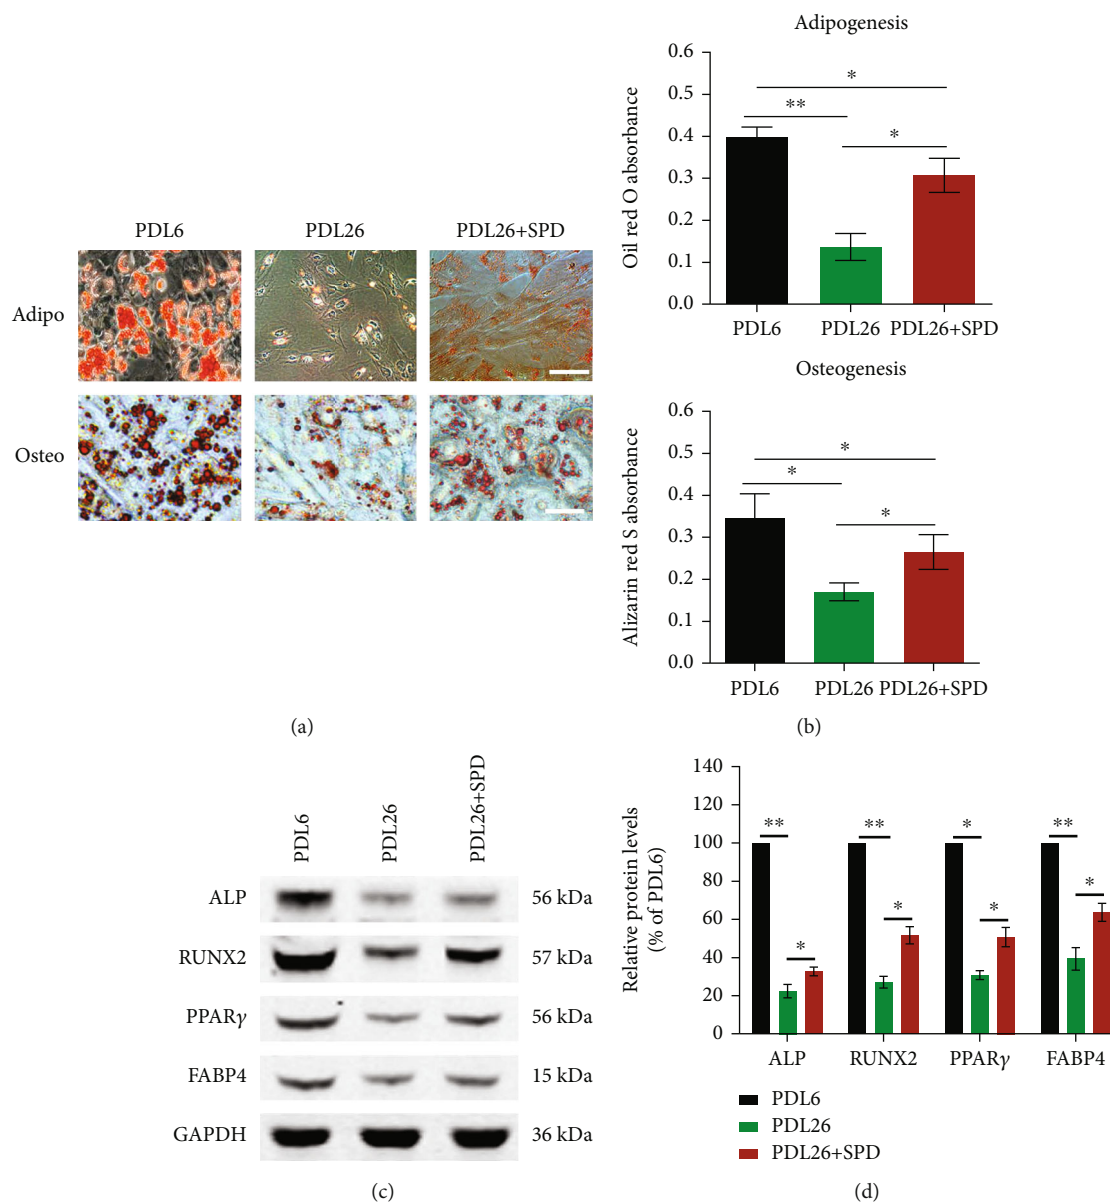 PDL6 PDL26 PDL26+SPD
Adipo
Osteo
(a)
Adipogenesis
Oil red O absorbance
0.6
0.5
0.4
0.3
0.2
0.1
0.0
* ** *
PDL6 PDL26 PDL26+SPD
Osteogenesis
Alizarin red S absorbance
0.6
0.4
0.3
0.2
0.1
0.0
* * *
PDL6 PDL26 PDL26+SPD
(b)
PDL6 PDL26 PDL26+SPD
ALP 56 kDa
RUNX2 57 kDa
PPARγ 56 kDa
FABP4 15 kDa
GAPDH 36 kDa
(c)
Relative protein levels
(% of PDL6)
140
120
100
80
60
40
20
0
** ** * **
* * * *
ALP RUNX2 PPARγ FABP4
PDL6
PDL26
PDL26+SPD
(d)